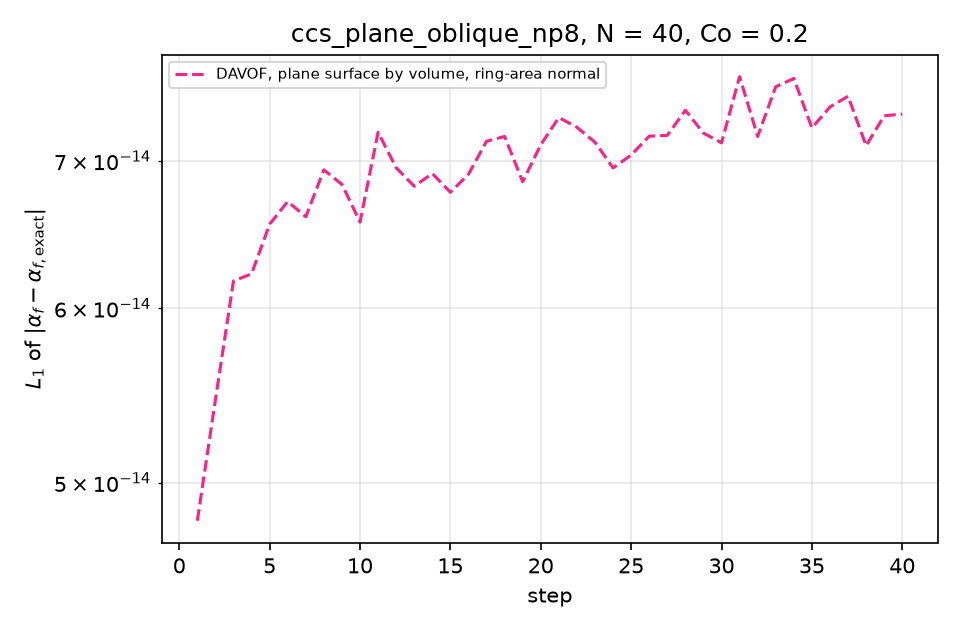 ccs_plane_oblique_np8, N = 40, Co = 0.2
DAVOF, plane surface by volume, ring-area normal
L₁ of |α_f − α_{f,exact}|
7 × 10⁻¹⁴
6 × 10⁻¹⁴
5 × 10⁻¹⁴
0 5 10 15 20 25 30 35 40
step